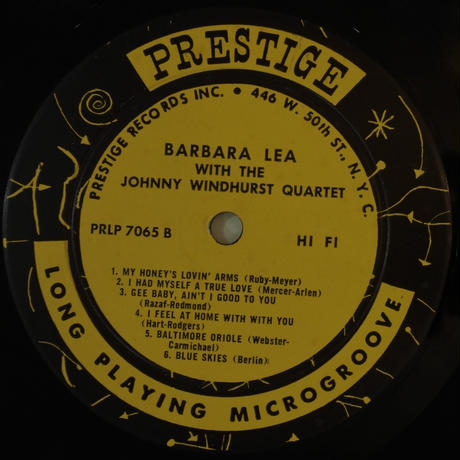 PRESTIGE
PRESTIGE RECORDS INC. • 446 W. 50th ST., N.Y.C.
BARBARA LEA
WITH THE
JOHNNY WINDHURST QUARTET
PRLP 7065 B
HI FI
1. MY HONEY'S LOVIN' ARMS (Ruby-Meyer)
2. I HAD MYSELF A TRUE LOVE (Mercer-Arlen)
3. GEE BABY, AIN'T I GOOD TO YOU
(Razaf-Redmond)
4. I FEEL AT HOME WITH WITH YOU
(Hart-Rodgers)
5. BALTIMORE ORIOLE (Webster-
Carmichael)
6. BLUE SKIES (Berlin)
LONG PLAYING MICROGROOVE